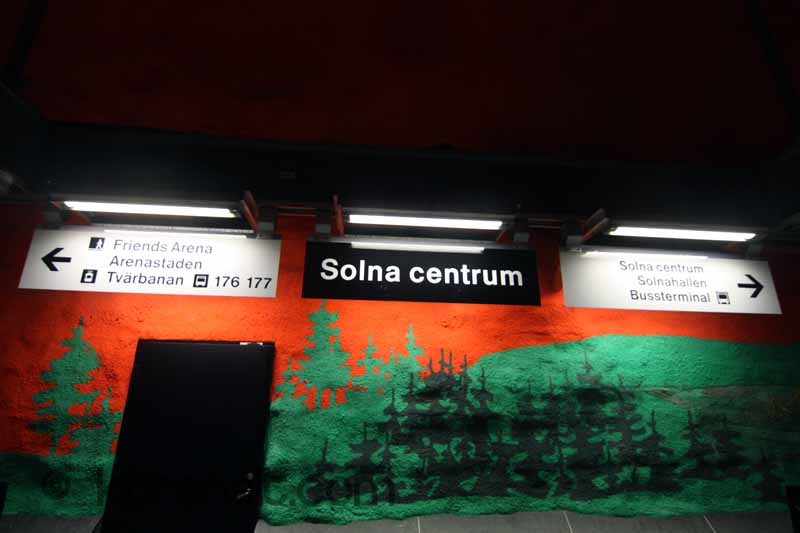 Friends Arena
Arenastaden
Tvärbanan 176 177
Solna centrum
Solna centrum
Solnahallen
Bussterminal